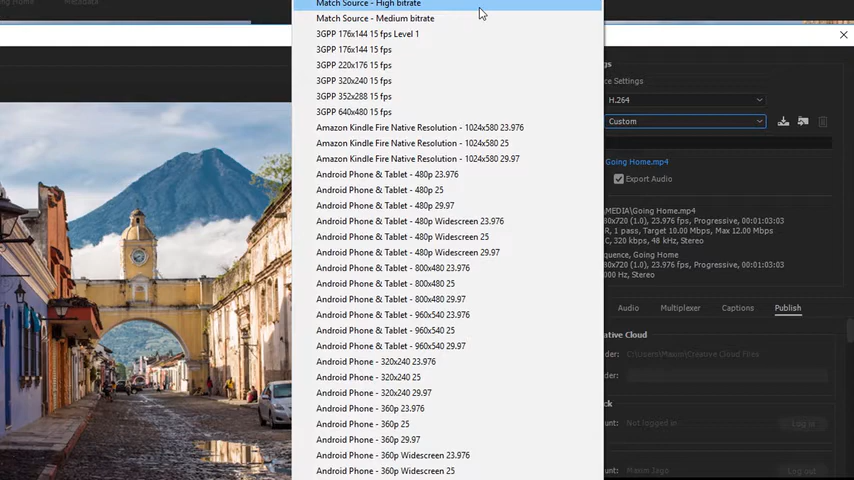 Home
Metadata
Match Source - High bitrate
Match Source - Medium bitrate
3GPP 176x144 15 fps Level 1
3GPP 176x144 15 fps
3GPP 220x176 15 fps
3GPP 320x240 15 fps
3GPP 352x288 15 fps
3GPP 640x480 15 fps
Amazon Kindle Fire Native Resolution - 1024x580 23.976
Amazon Kindle Fire Native Resolution - 1024x580 25
Amazon Kindle Fire Native Resolution - 1024x580 29.97
Android Phone & Tablet - 480p 23.976
Android Phone & Tablet - 480p 25
Android Phone & Tablet - 480p 29.97
Android Phone & Tablet - 480p Widescreen 23.976
Android Phone & Tablet - 480p Widescreen 25
Android Phone & Tablet - 480p Widescreen 29.97
Android Phone & Tablet - 800x480 23.976
Android Phone & Tablet - 800x480 25
Android Phone & Tablet - 800x480 29.97
Android Phone & Tablet - 960x540 23.976
Android Phone & Tablet - 960x540 25
Android Phone & Tablet - 960x540 29.97
Android Phone - 320x240 23.976
Android Phone - 320x240 25
Android Phone - 320x240 29.97
Android Phone - 360p 23.976
Android Phone - 360p 25
Android Phone - 360p 29.97
Android Phone - 360p Widescreen 23.976
Android Phone - 360p Widescreen 25
gs
ce Settings
H.264
Custom
Going Home.mp4
Export Audio
MEDIA\Going Home.mp4
80x720 (1.0), 23.976 fps, Progressive, 00:01:03:03
R, 1 pass, Target 10.00 Mbps, Max 12.00 Mbps
C, 320 kbps, 48 kHz, Stereo
quence, Going Home
80x720 (1.0), 23.976 fps, Progressive, 00:01:03:03
000 Hz, Stereo
Audio Multiplexer Captions Publish
eative Cloud
der: C:\Users\Maxim\Creative Cloud Files
ck
unt: Not logged in Log in
unt: Maxim Jago Log out